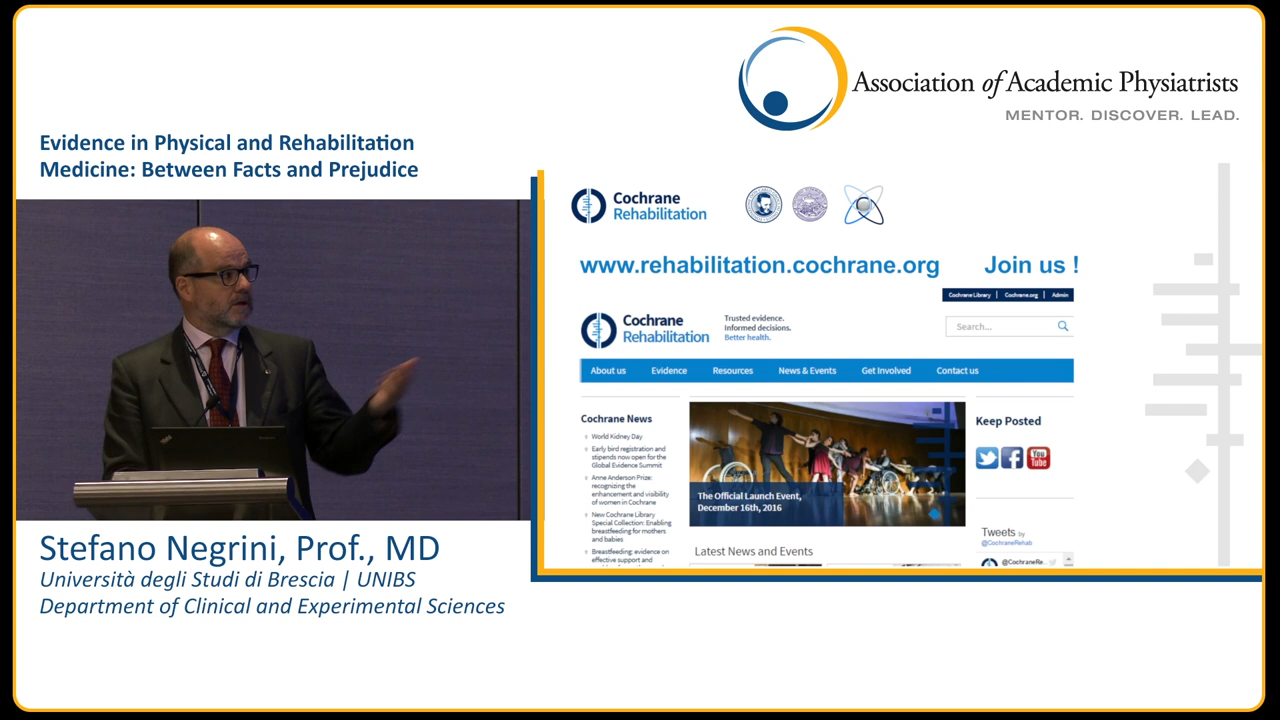 Association of Academic Physiatrists
MENTOR. DISCOVER. LEAD.
Evidence in Physical and Rehabilitation
Medicine: Between Facts and Prejudice
Cochrane
Rehabilitation
www.rehabilitation.cochrane.org Join us !
Cochrane Library | Cochrane.org | Admin
Cochrane
Rehabilitation
Trusted evidence.
Informed decisions.
Better health.
Search...
About us Evidence Resources News & Events Get Involved Contact us
Cochrane News
World Kidney Day
Early bird registration and
stipends now open for the
Global Evidence Summit
Anne Anderson Prize:
recognizing the
enhancement and visibility
of women in Cochrane
New Cochrane Library
Special Collection: Enabling
breastfeeding for mothers
and babies
Breastfeeding: evidence on
effective support and
The Official Launch Event,
December 16th, 2016
Latest News and Events
Keep Posted
You
Tube
Tweets by
@CochraneRehab
@CochraneRe...
Stefano Negrini, Prof., MD
Università degli Studi di Brescia | UNIBS
Department of Clinical and Experimental Sciences